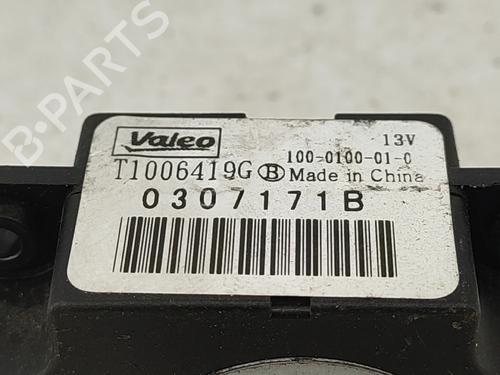 B-PARTS
Valeo
13V
100-0100-01-0
T1006419G Ⓑ Made in China
0307171B